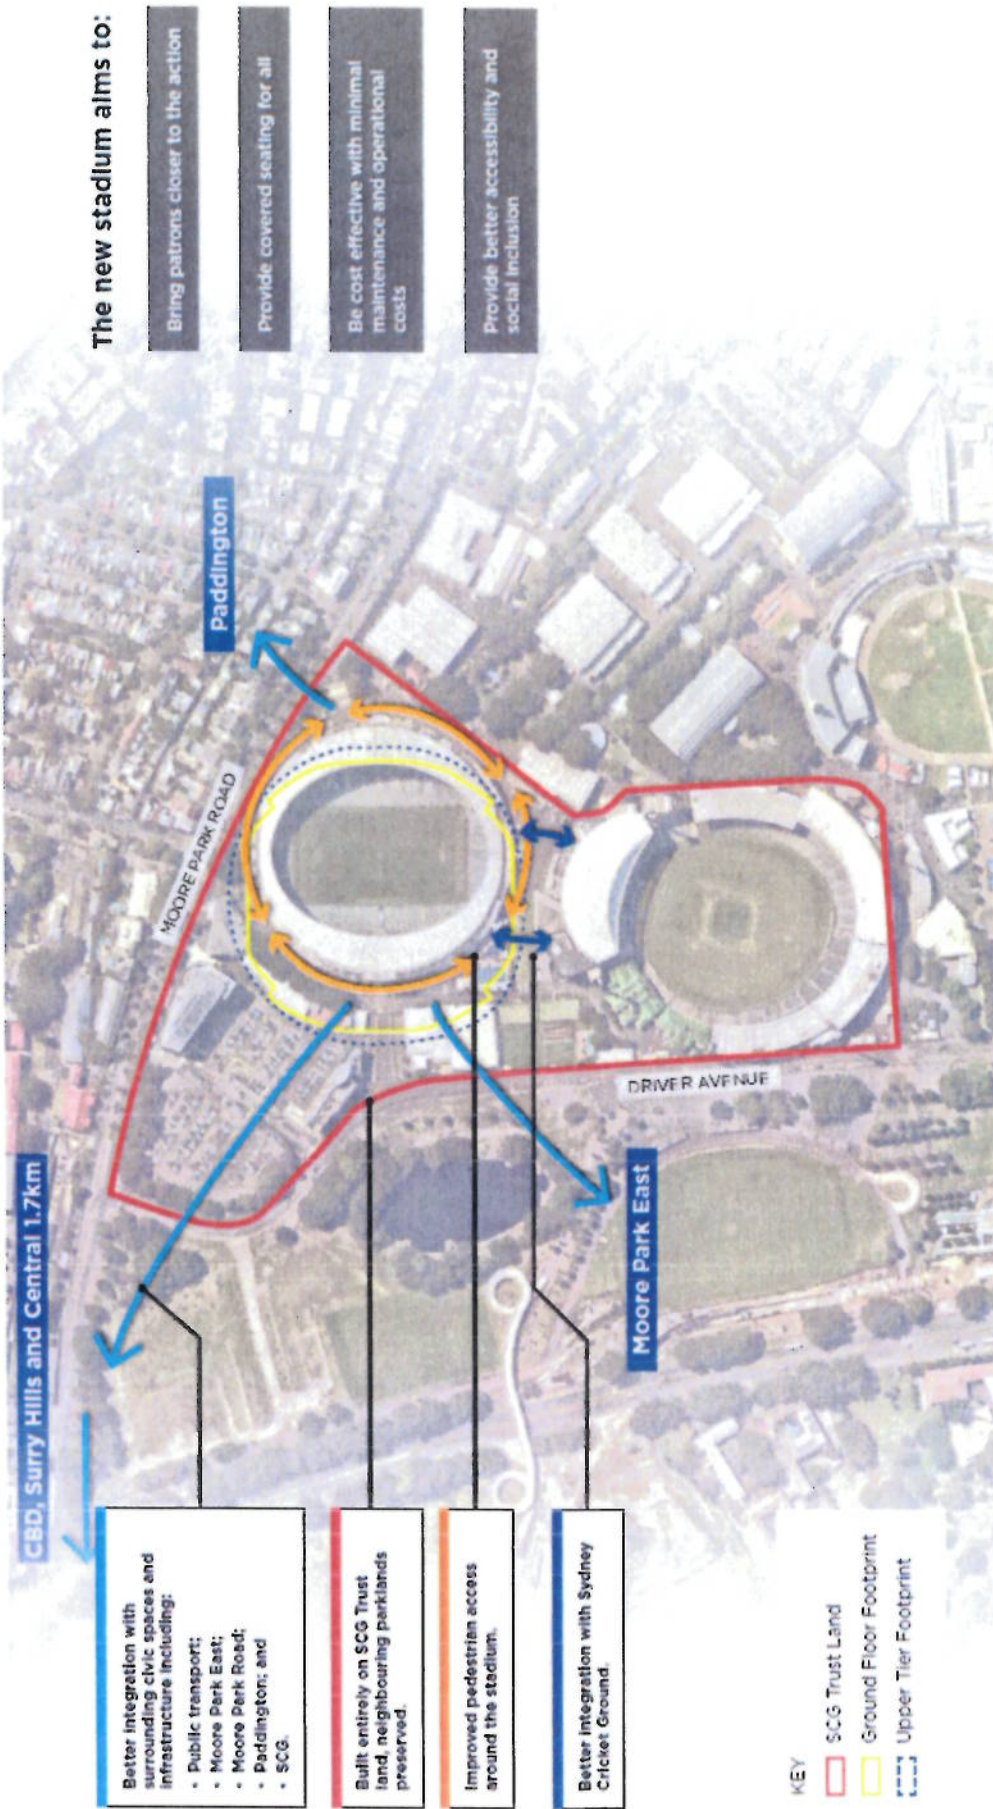 CBD, Surry Hills and Central 1.7km
Better integration with
surrounding civic spaces and
infrastructure including:
• Public transport;
• Moore Park East;
• Moore Park Road;
• Paddington; and
• SCG.
Built entirely on SCG Trust
land, neighbouring parklands
preserved.
Improved pedestrian access
around the stadium.
Better integration with Sydney
Cricket Ground.
KEY
SCG Trust Land
Ground Floor Footprint
Upper Tier Footprint
MOORE PARK ROAD
Paddington
Moore Park East
DRIVER AVENUE
The new stadium aims to:
Bring patrons closer to the action
Provide covered seating for all
Be cost effective with minimal
maintenance and operational
costs
Provide better accessibility and
social inclusion